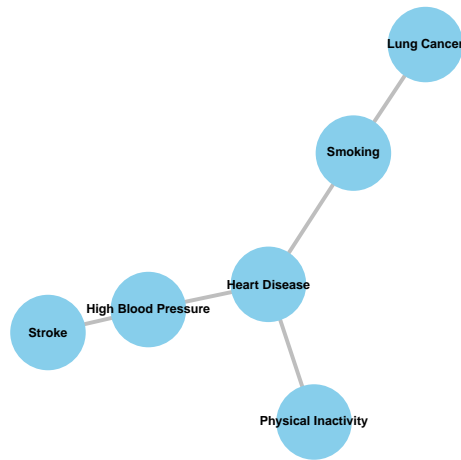 Lung Cancer
Smoking
Heart Disease
High Blood Pressure
Stroke
Physical Inactivity